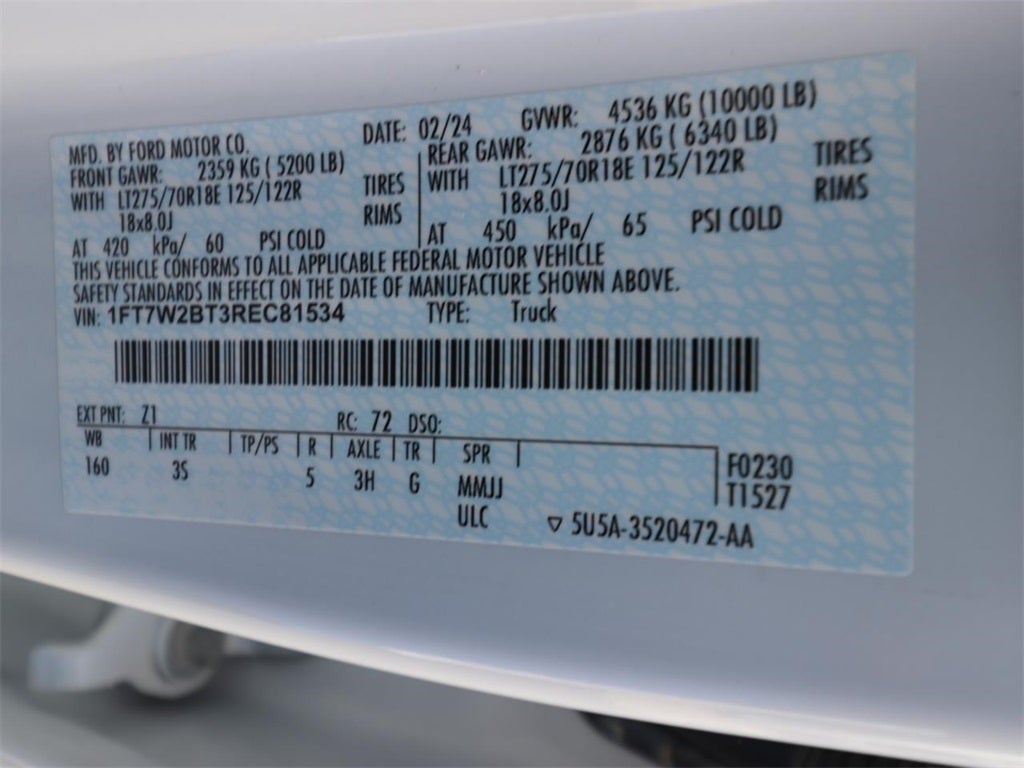 MFD. BY FORD MOTOR CO. DATE: 02/24 GVWR: 4536 KG (10000 LB)
FRONT GAWR: 2359 KG ( 5200 LB) REAR GAWR: 2876 KG ( 6340 LB)
WITH LT275/70R18E 125/122R TIRES WITH LT275/70R18E 125/122R TIRES
18x8.0J RIMS 18x8.0J RIMS
AT 420 kPa/ 60 PSI COLD AT 450 kPa/ 65 PSI COLD
THIS VEHICLE CONFORMS TO ALL APPLICABLE FEDERAL MOTOR VEHICLE
SAFETY STANDARDS IN EFFECT ON THE DATE OF MANUFACTURE SHOWN ABOVE.
VIN: 1FT7W2BT3REC81534 TYPE: Truck
EXT PNT: Z1 RC: 72 DSO:
WB INT TR TP/PS R AXLE TR SPR F0230
160 3S 5 3H G MMJJ T1527
ULC 5U5A-3520472-AA